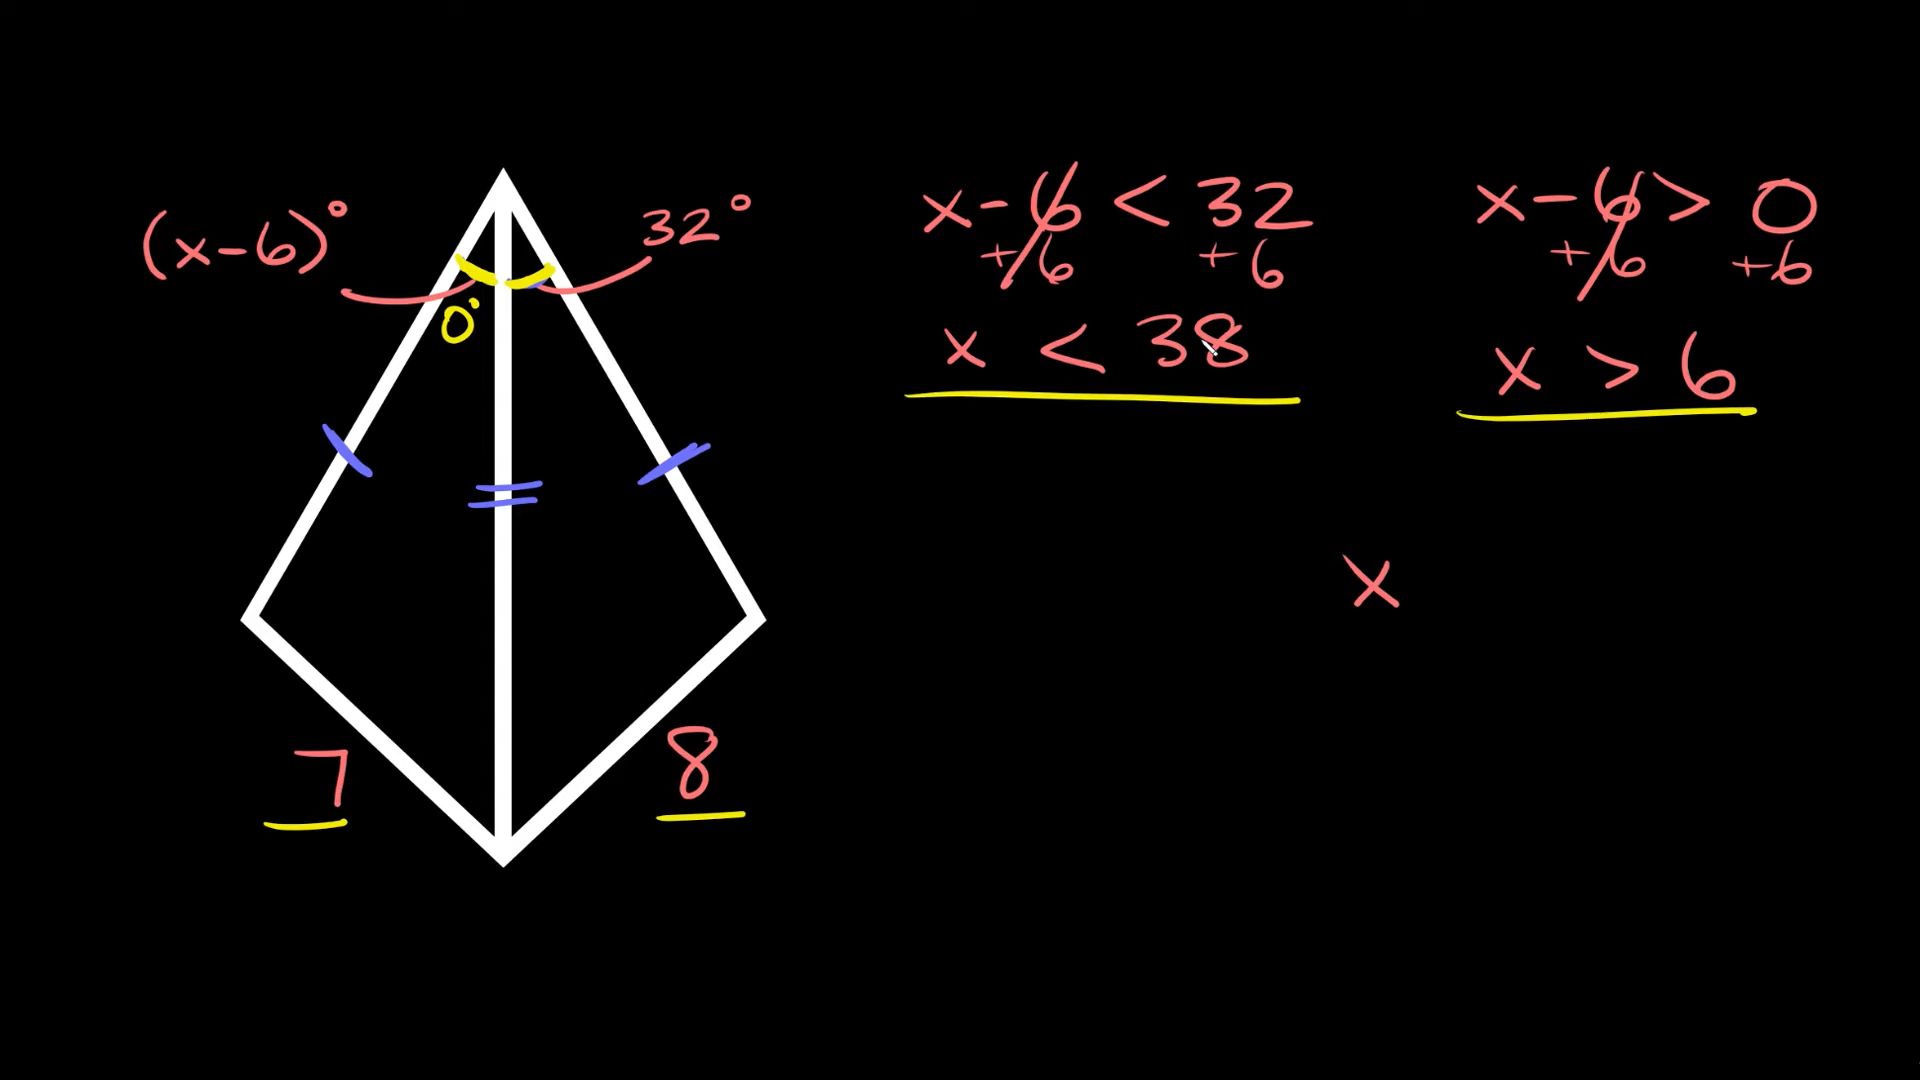 (x-6)°
32°
0°
7
8
x-6 < 32
+6 +6
x < 38
x-6 > 0
+6 +6
x > 6
x